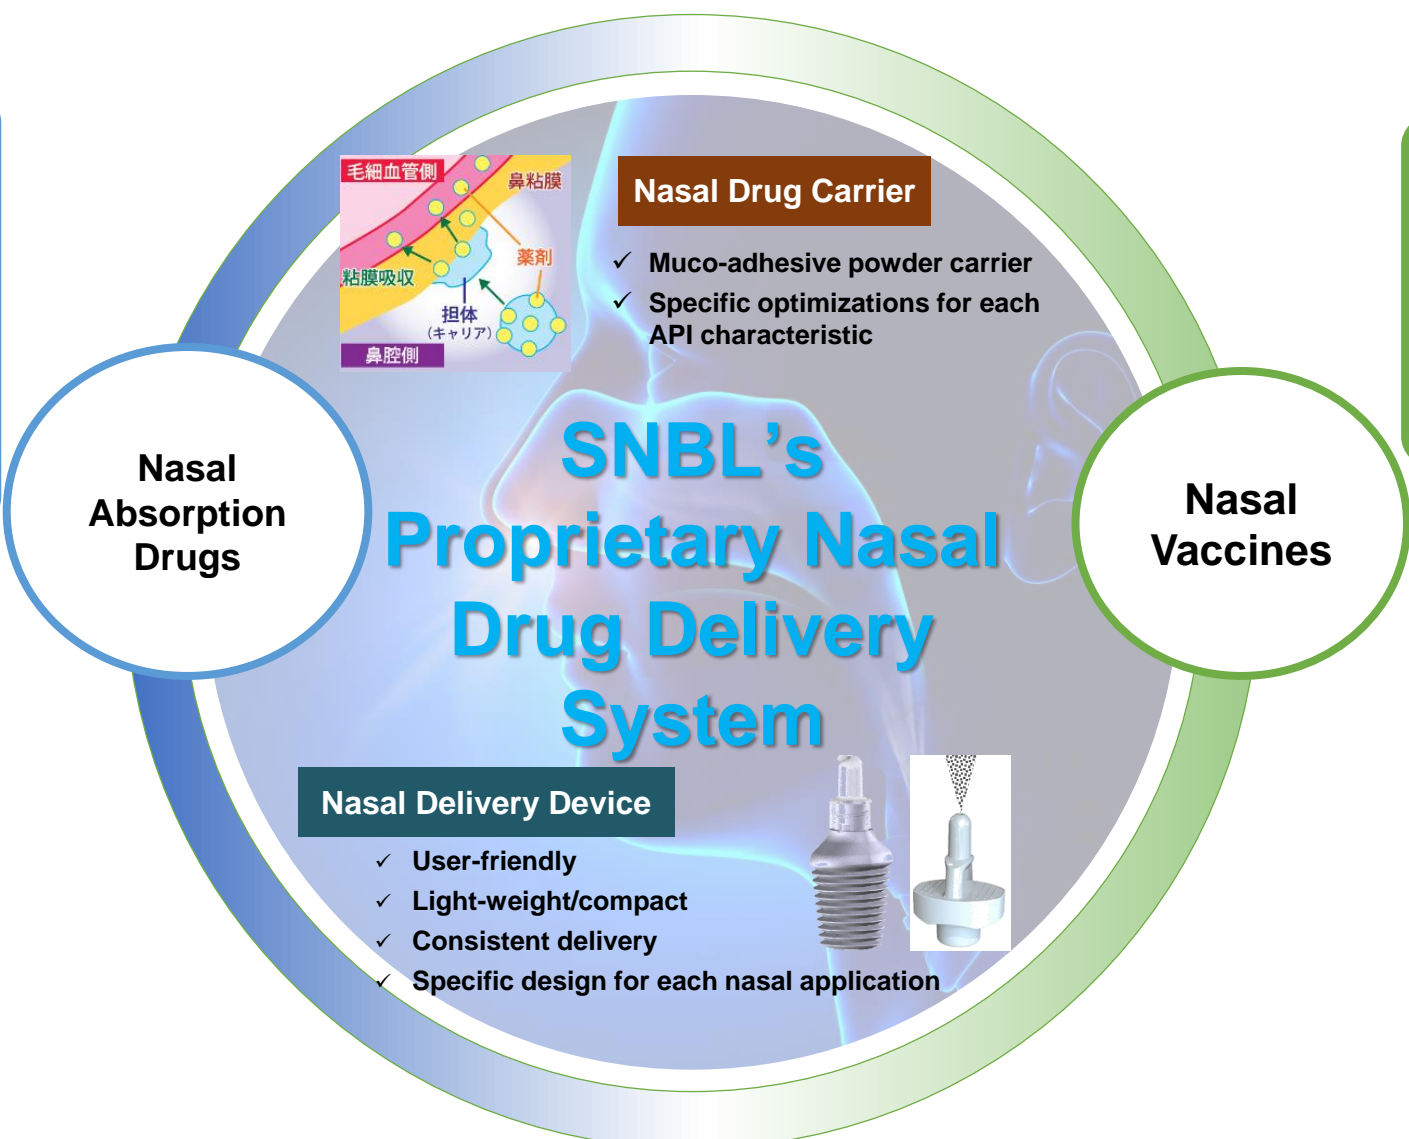 毛細血管側
鼻粘膜
薬剤
粘膜吸収
担体
(キャリア)
鼻腔側
Nasal Drug Carrier
✓ Muco-adhesive powder carrier
✓ Specific optimizations for each
API characteristic
Nasal
Absorption
Drugs
SNBL’s
Proprietary Nasal
Drug Delivery
System
Nasal
Vaccines
Nasal Delivery Device
✓ User-friendly
✓ Light-weight/compact
✓ Consistent delivery
✓ Specific design for each nasal application